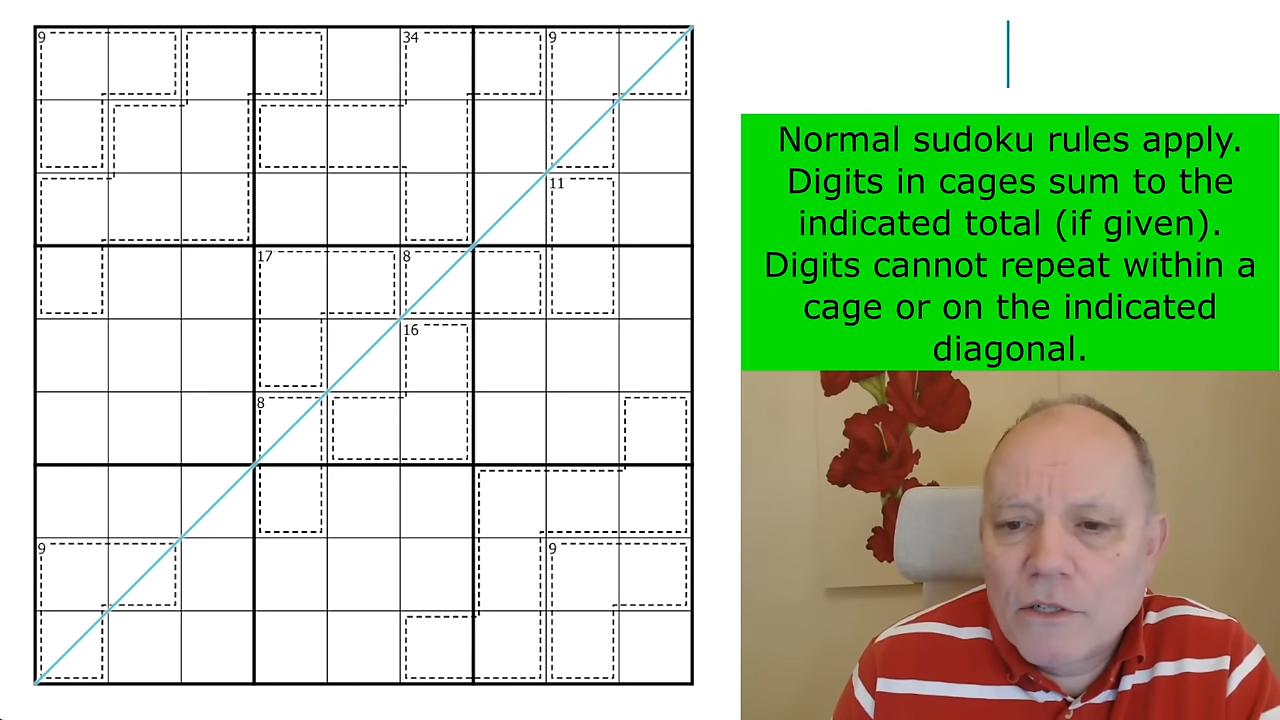 9 34 9
11
17 8
16
8
9 9
Normal sudoku rules apply.
Digits in cages sum to the
indicated total (if given).
Digits cannot repeat within a
cage or on the indicated
diagonal.